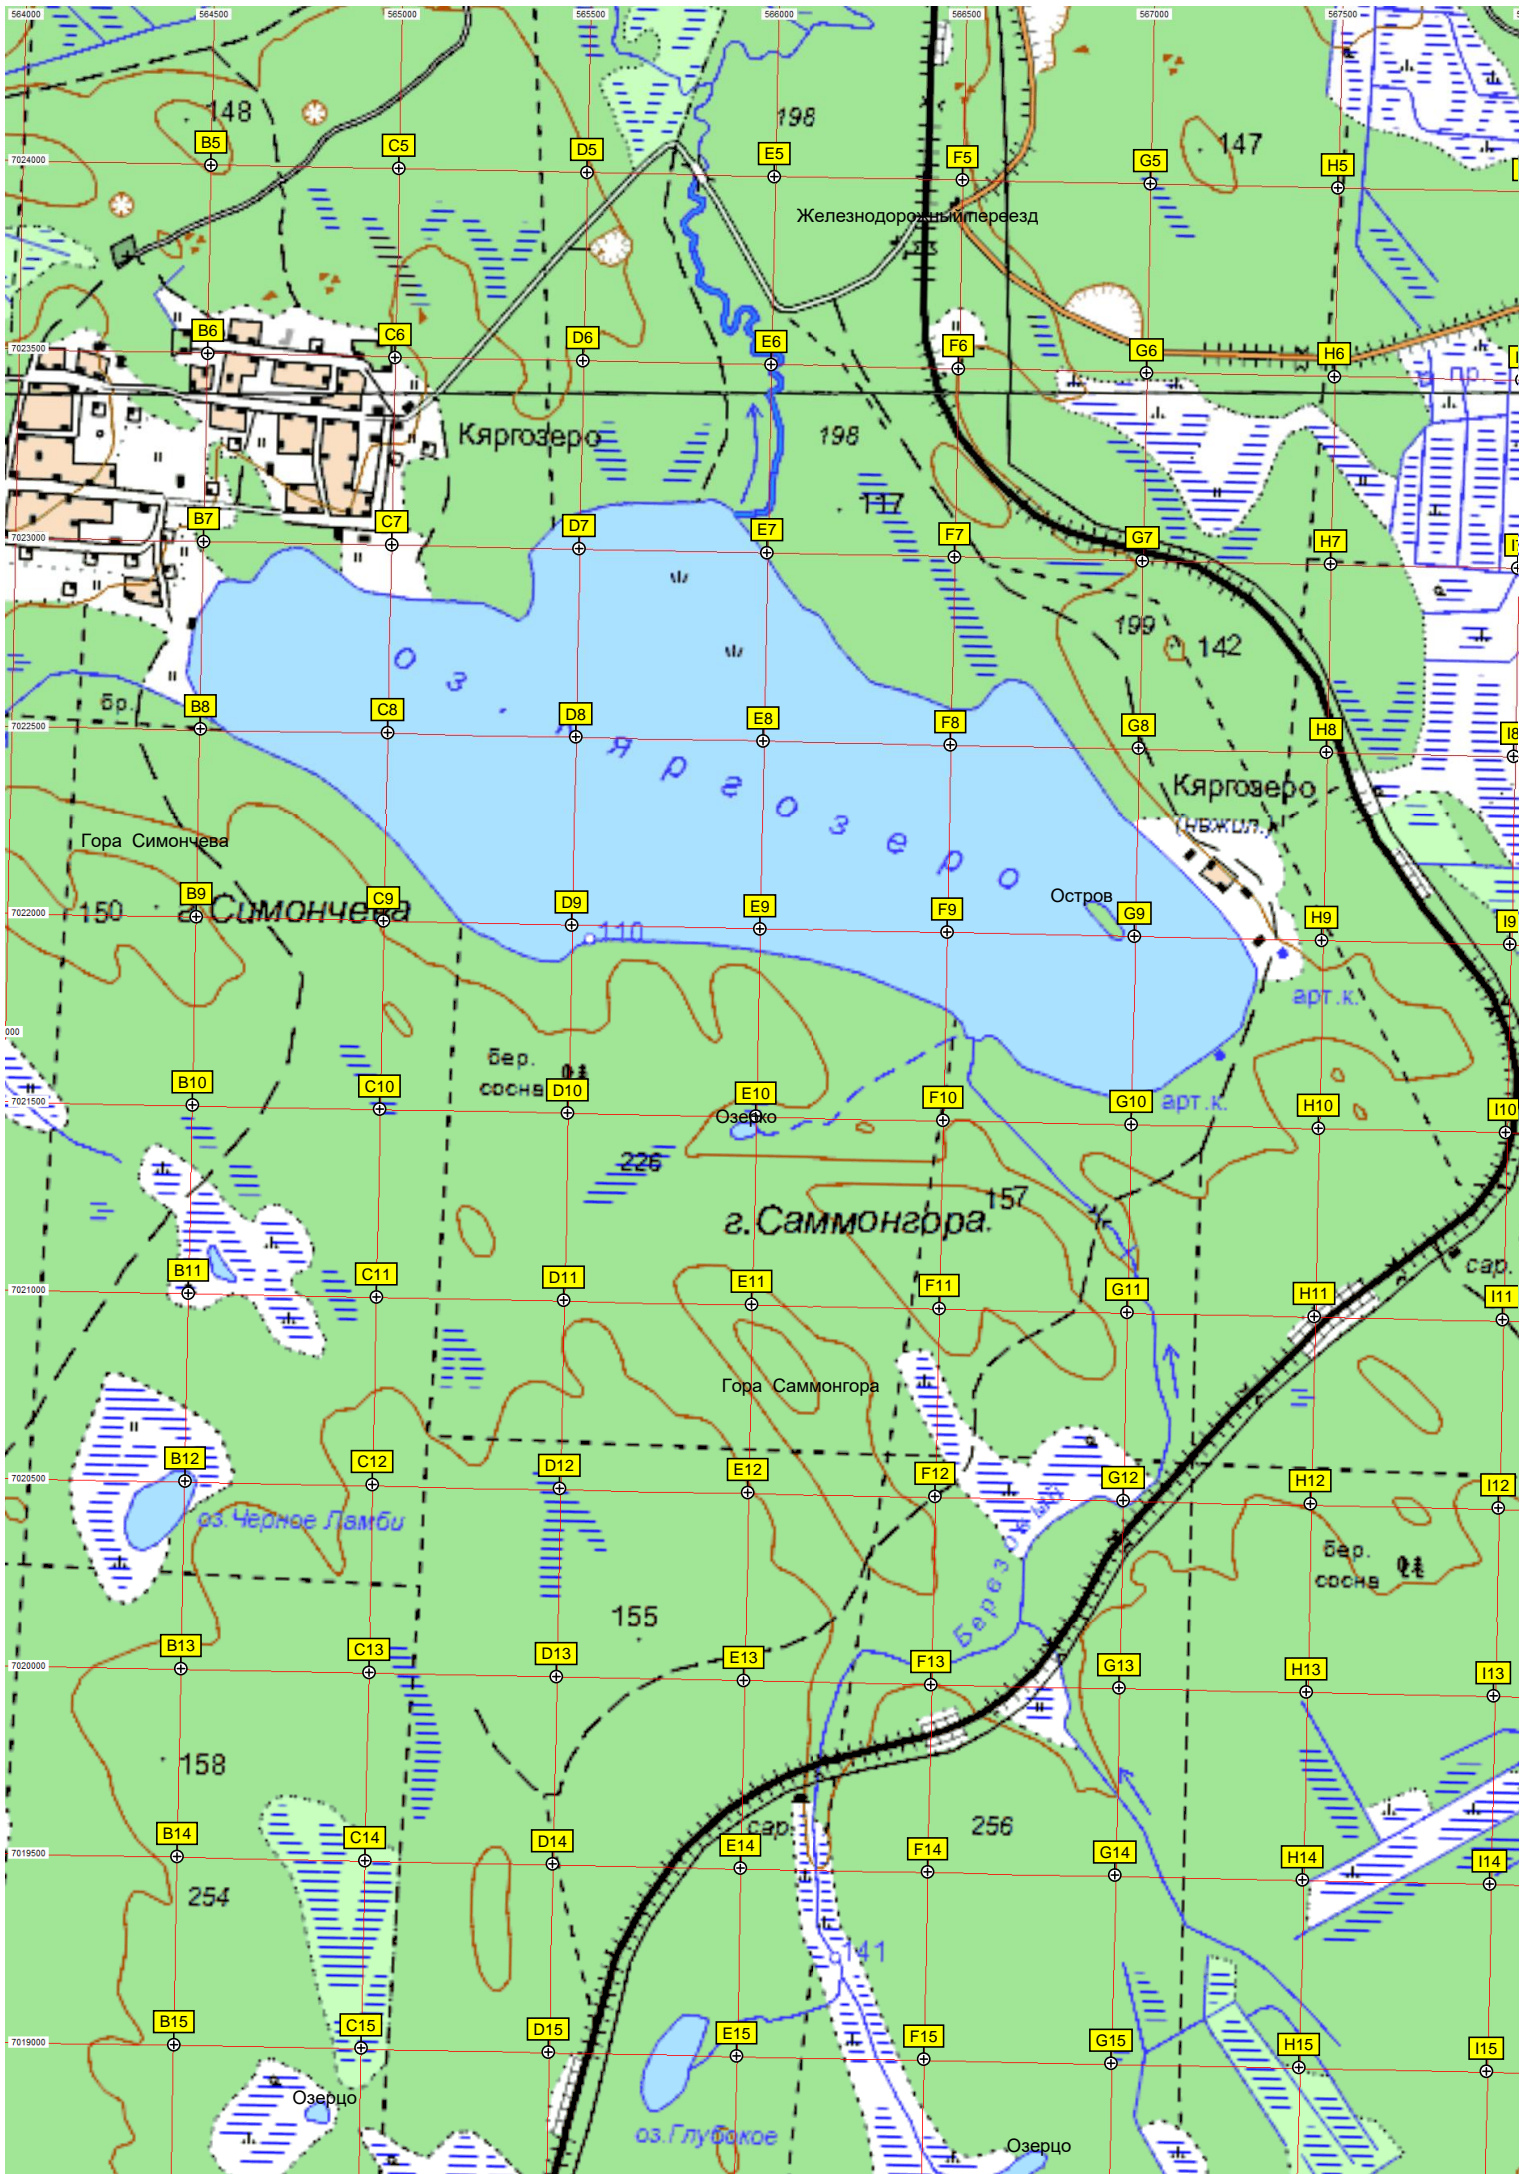 564000 564500 565000 565500 566000 566500 567000 567500
148
198
B5 C5 D5 E5 F5 G5 H5
147
7024000
Железнодорожный переезд
B6 C6 D6 E6 F6 G6 H6
7023500
пр.
Кяргозеро
198
117
B7 C7 D7 E7 F7 G7 H7
7023000
199
142
оз. Кяргозеро
бр.
B8 C8 D8 E8 F8 G8 H8 I8
7022500
Кяргозеро
(нежил.)
Гора Симончева
150
г. Симончева
Остров
B9 C9 D9 E9 F9 G9 H9 I9
7022000
110
арт.к.
000
бер.
сосна
B10 C10 D10 E10 F10 G10 H10 I10
7021500
Озерко
арт.к.
226
157
г.Саммонгора
сар.
B11 C11 D11 E11 F11 G11 H11 I11
7021000
Гора Саммонгора
B12 C12 D12 E12 F12 G12 H12 I12
7020500
оз.Черное Ламби
бер.
сосна
155
B13 C13 D13 E13 F13 G13 H13 I13
7020000
158
сар.
256
B14 C14 D14 E14 F14 G14 H14 I14
7019500
254
141
B15 C15 D15 E15 F15 G15 H15 I15
7019000
Озерцо
оз.Глубокое
Озерцо